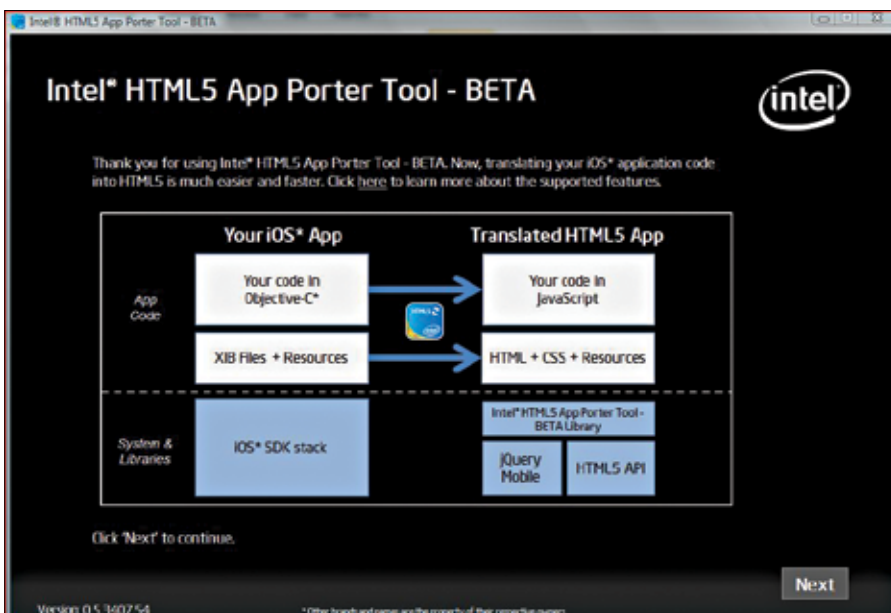 Intel® HTML5 App Porter Tool - BETA
Intel* HTML5 App Porter Tool - BETA
intel
Thank you for using Intel* HTML5 App Porter Tool - BETA. Now, translating your iOS* application code
into HTML5 is much easier and faster. Click here to learn more about the supported features.
Your iOS* App
Translated HTML5 App
App
Code
Your code in
Objective-C*
Your code in
JavaScript
XIB Files + Resources
HTML + CSS + Resources
System &
Libraries
iOS* SDK stack
Intel* HTML5 App Porter Tool -
BETA Library
jQuery
Mobile
HTML5 API
Click 'Next' to continue.
Next
Version 0.5.3407.54
* Other brands and names are the property of their respective owners